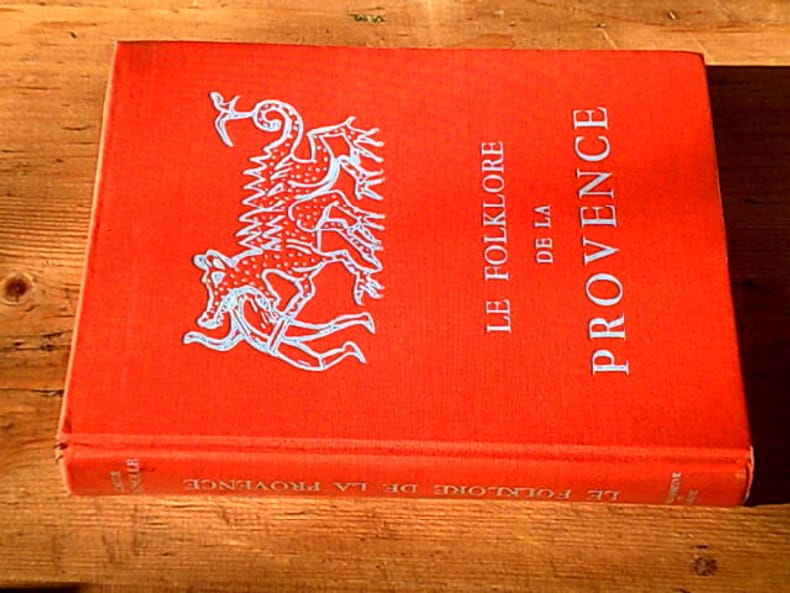 LE FOLKLORE
DE LA
PROVENCE
LE FOLKLORE DE LA PROVENCE